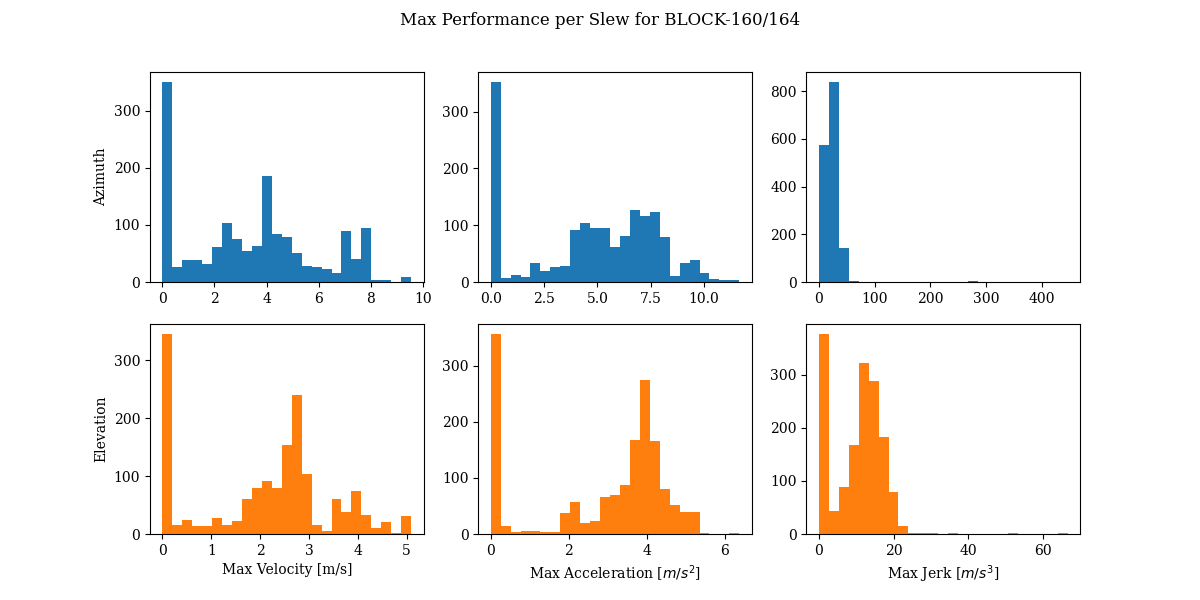 Max Performance per Slew for BLOCK-160/164
Azimuth
300
200
100
0
0 2 4 6 8 10
300
200
100
0
0.0 2.5 5.0 7.5 10.0
800
600
400
200
0
0 100 200 300 400
Elevation
300
200
100
0
0 1 2 3 4 5
Max Velocity [m/s]
300
200
100
0
0 2 4 6
Max Acceleration [m/s²]
300
200
100
0
0 20 40 60
Max Jerk [m/s³]